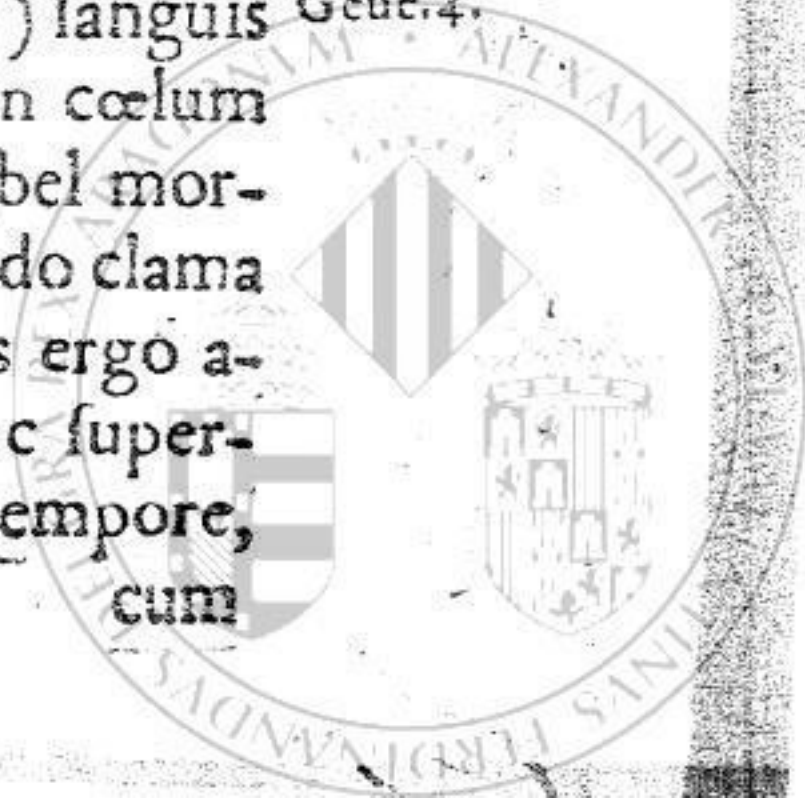 ) ſanguis Gene.4.
n cœlum
bel mor-
do clama
s ergo a-
c ſuper-
empore,
cum
ALEXANDER
FERDINANDVS